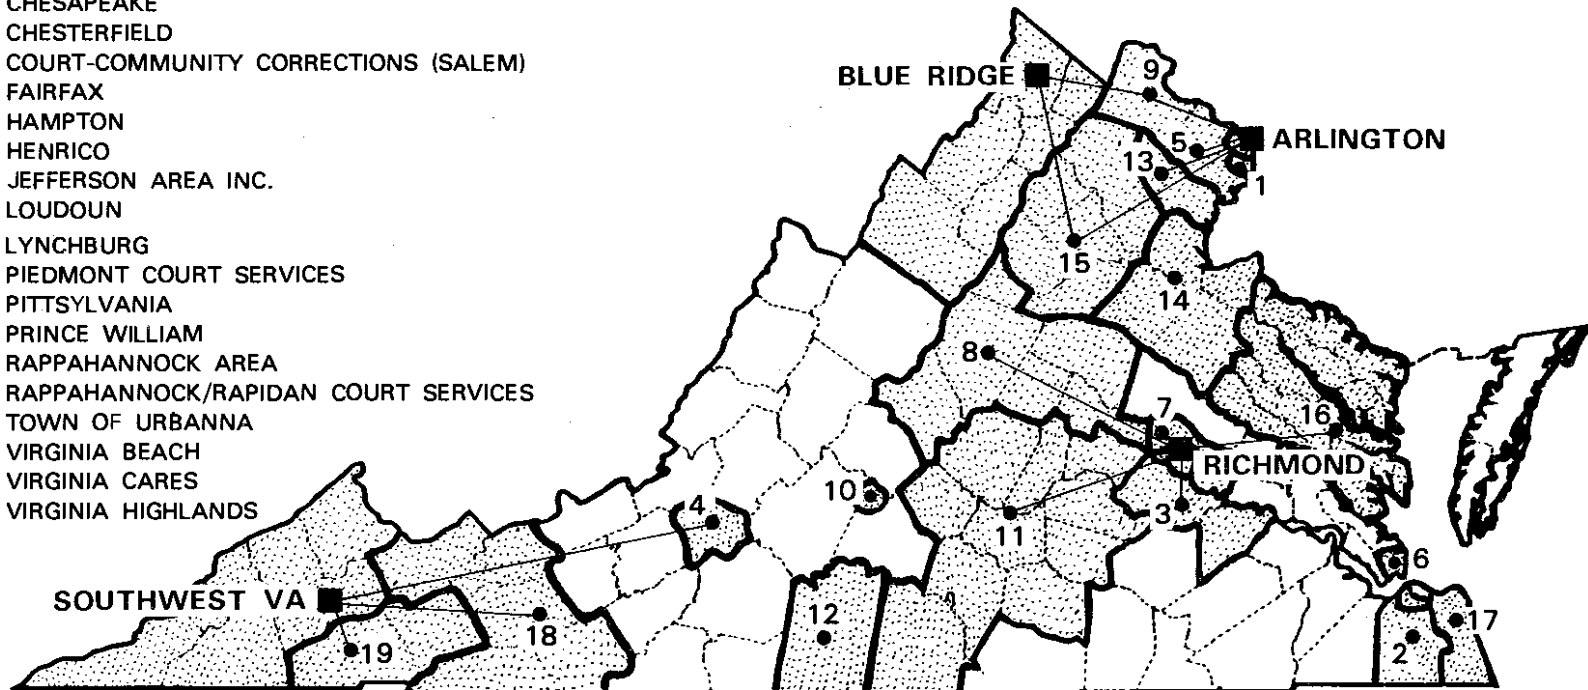 CHESAPEAKE
CHESTERFIELD
COURT-COMMUNITY CORRECTIONS (SALEM)
FAIRFAX
HAMPTON
HENRICO
JEFFERSON AREA INC.
LOUDOUN
LYNCHBURG
PIEDMONT COURT SERVICES
PITTSYLVANIA
PRINCE WILLIAM
RAPPAHANNOCK AREA
RAPPAHANNOCK/RAPIDAN COURT SERVICES
TOWN OF URBANNA
VIRGINIA BEACH
VIRGINIA CARES
VIRGINIA HIGHLANDS
BLUE RIDGE
9
ARLINGTON
5
13
1
15
14
8
7
16
RICHMOND
10
4
11
3
6
SOUTHWEST VA
12
18
17
19
2